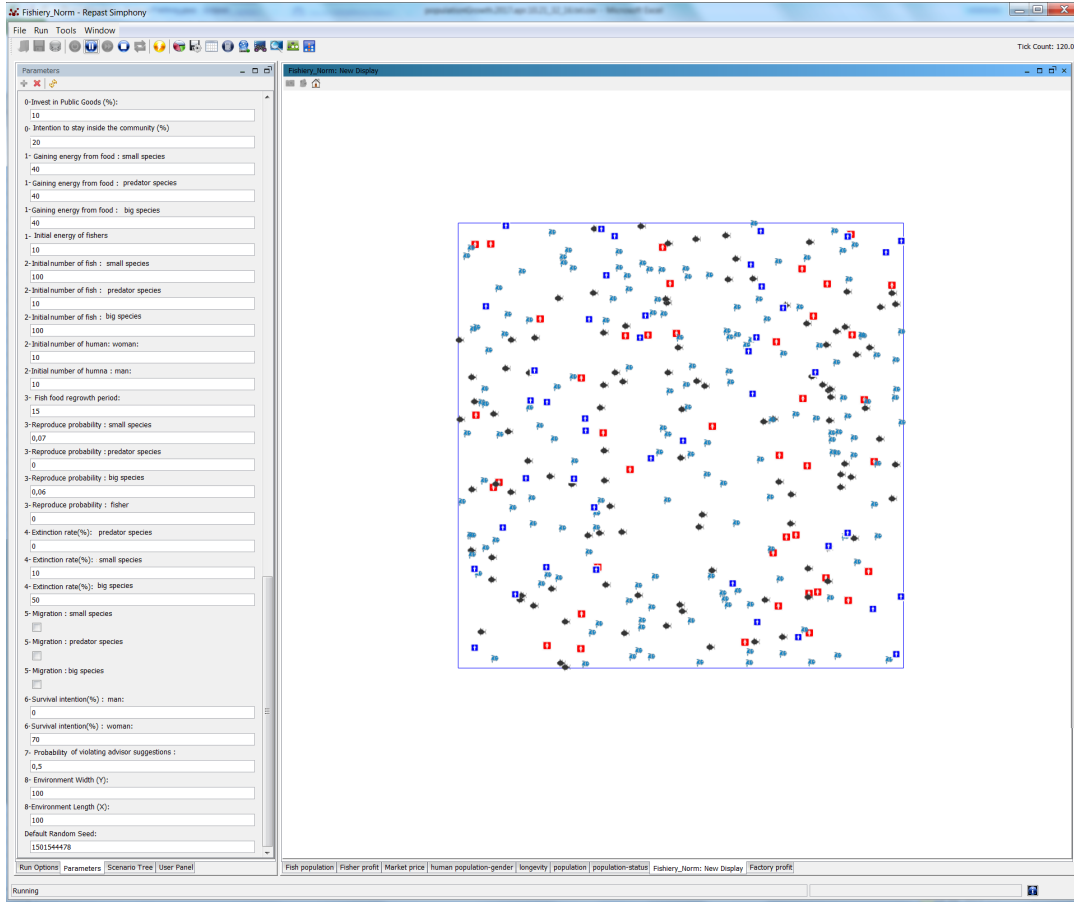 Fishiery_Norm - Repast Simphony
File Run Tools Window
Tick Count: 120.0
Parameters
0-Invest in Public Goods (%):
10
0- Intention to stay inside the community (%)
20
1- Gaining energy from food : small species
40
1-Gaining energy from food : predator species
40
1-Gaining energy from food : big species
40
1- Initial energy of fishers
10
2-Initial number of fish : small species
100
2-Initial number of fish : predator species
10
2-Initial number of fish : big species
100
2-Initial number of human: woman:
10
2-Initial number of humna : man:
10
3- Fish food regrowth period:
15
3-Reproduce probability : small species
0,07
3-Reproduce probability : predator species
0
3-Reproduce probability : big species
0,06
3-Reproduce probability : fisher
0
4-Extinction rate(%): predator species
0
4- Extinction rate(%): small species
10
4- Extinction rate(%): big species
50
5-Migration : small species
5- Migration : predator species
5-Migration : big species
6-Survival intention(%) : man:
0
6-Survival intention(%) : woman:
70
7- Probability of violating advisor suggestions :
0,5
8- Environment Width (Y):
100
8-Environment Length (X):
100
Default Random Seed:
1501544478
Run Options Parameters Scenario Tree User Panel
Fishiery_Norm: New Display
Fish population Fisher profit Market price human population-gender longevity population population-status Fishiery_Norm: New Display Factory profit
Running